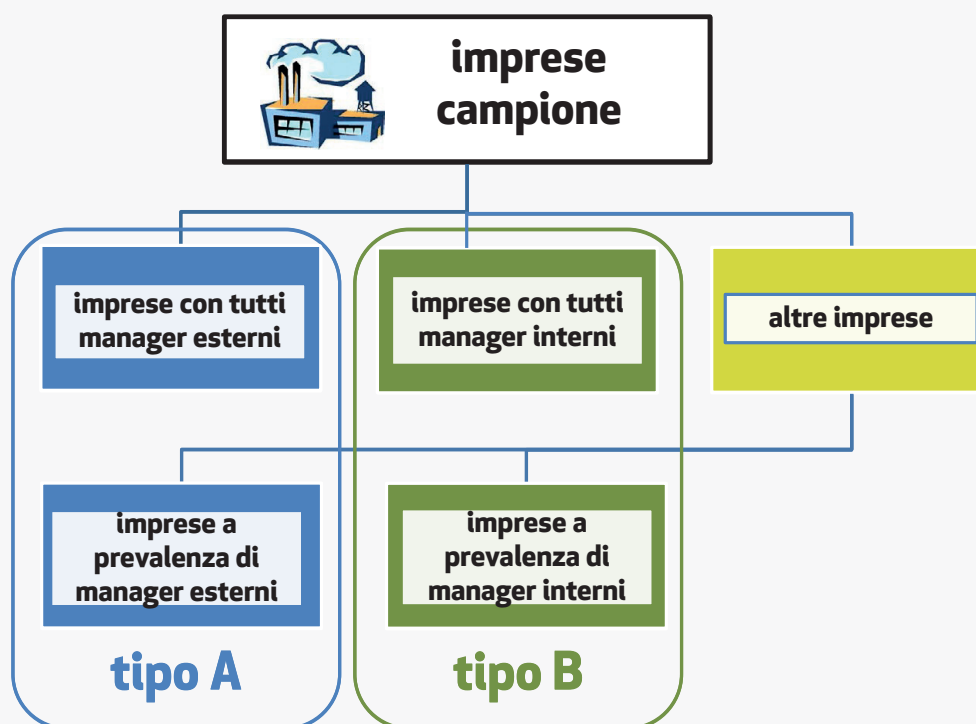 imprese
campione
imprese con tutti
manager esterni
imprese con tutti
manager interni
altre imprese
imprese a
prevalenza di
manager esterni
imprese a
prevalenza di
manager interni
tipo A
tipo B